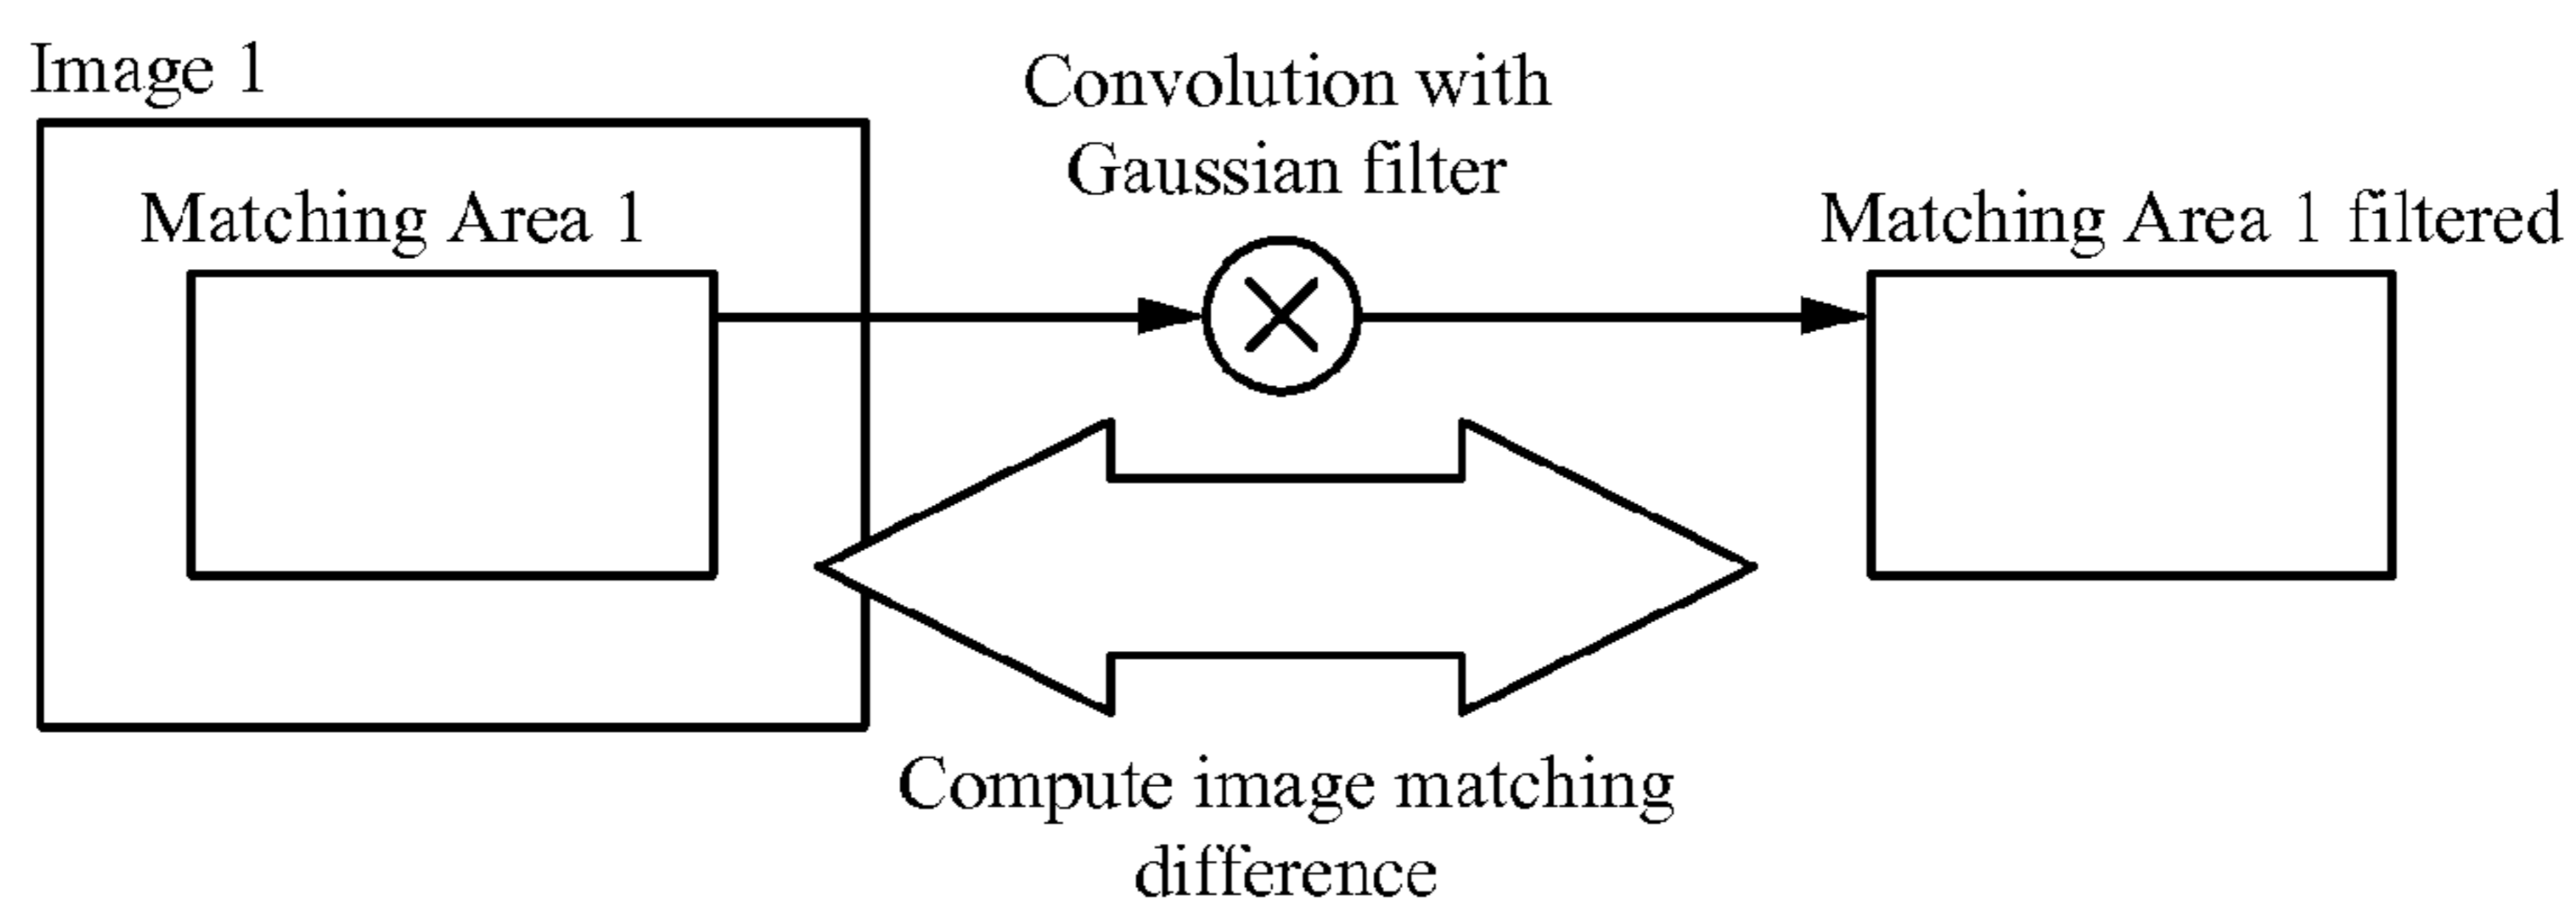 Image 1
Convolution with
Gaussian filter
Matching Area 1
Matching Area 1 filtered
Compute image matching
difference